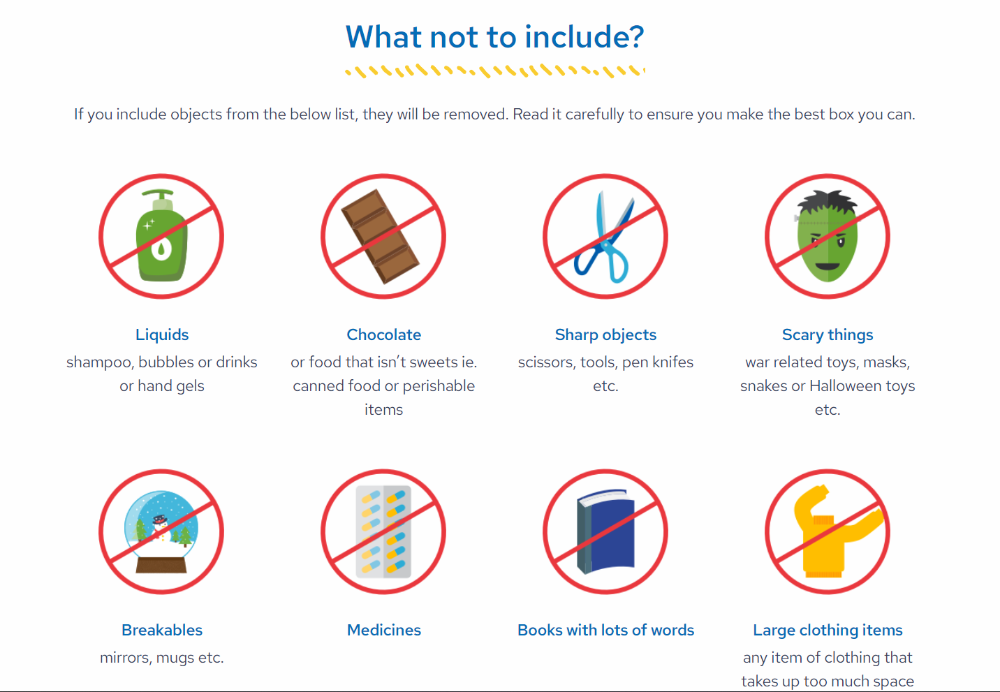 What not to include?
If you include objects from the below list, they will be removed. Read it carefully to ensure you make the best box you can.
Liquids
shampoo, bubbles or drinks
or hand gels
Chocolate
or food that isn’t sweets ie.
canned food or perishable
items
Sharp objects
scissors, tools, pen knifes
etc.
Scary things
war related toys, masks,
snakes or Halloween toys
etc.
Breakables
mirrors, mugs etc.
Medicines
Books with lots of words
Large clothing items
any item of clothing that
takes up too much space